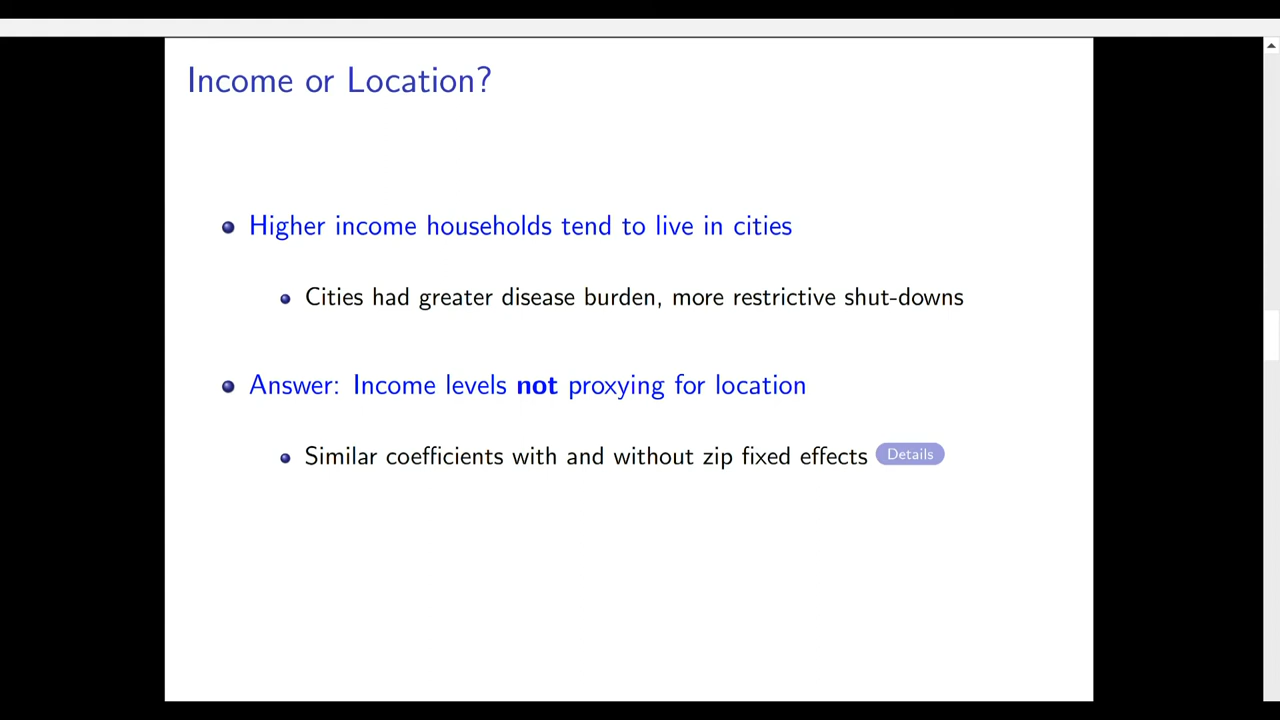 Income or Location?
Higher income households tend to live in cities
Cities had greater disease burden, more restrictive shut-downs
Answer: Income levels not proxying for location
Similar coefficients with and without zip fixed effects Details